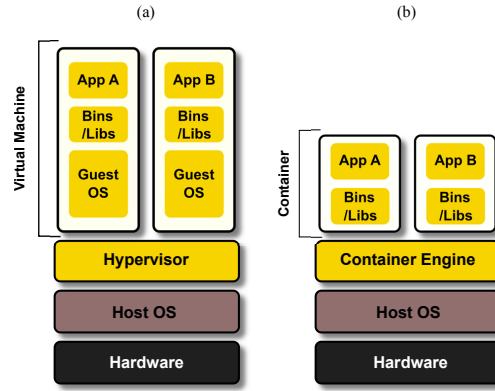 (a)
Virtual Machine
App A
App B
Bins
/Libs
Bins
/Libs
Guest
OS
Guest
OS
Hypervisor
Host OS
Hardware
(b)
Container
App A
App B
Bins
/Libs
Bins
/Libs
Container Engine
Host OS
Hardware